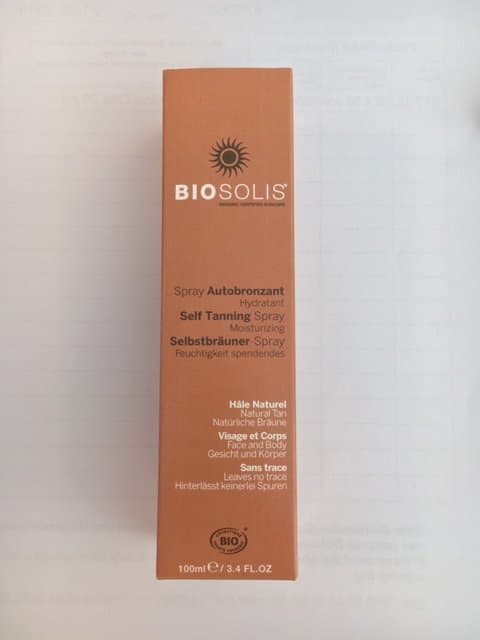 BIOSOLIS®
Spray Autobronzant
Hydratant
Self Tanning Spray
Moisturizing
Selbstbräuner-Spray
Feuchtigkeit spendendes
Hâle Naturel
Natural Tan
Natürliche Bräune
Visage et Corps
Face and Body
Gesicht und Körper
Sans trace
Leaves no trace
Hinterlässt keinerlei Spuren
BIO
100ml ℮ / 3.4 FL.OZ